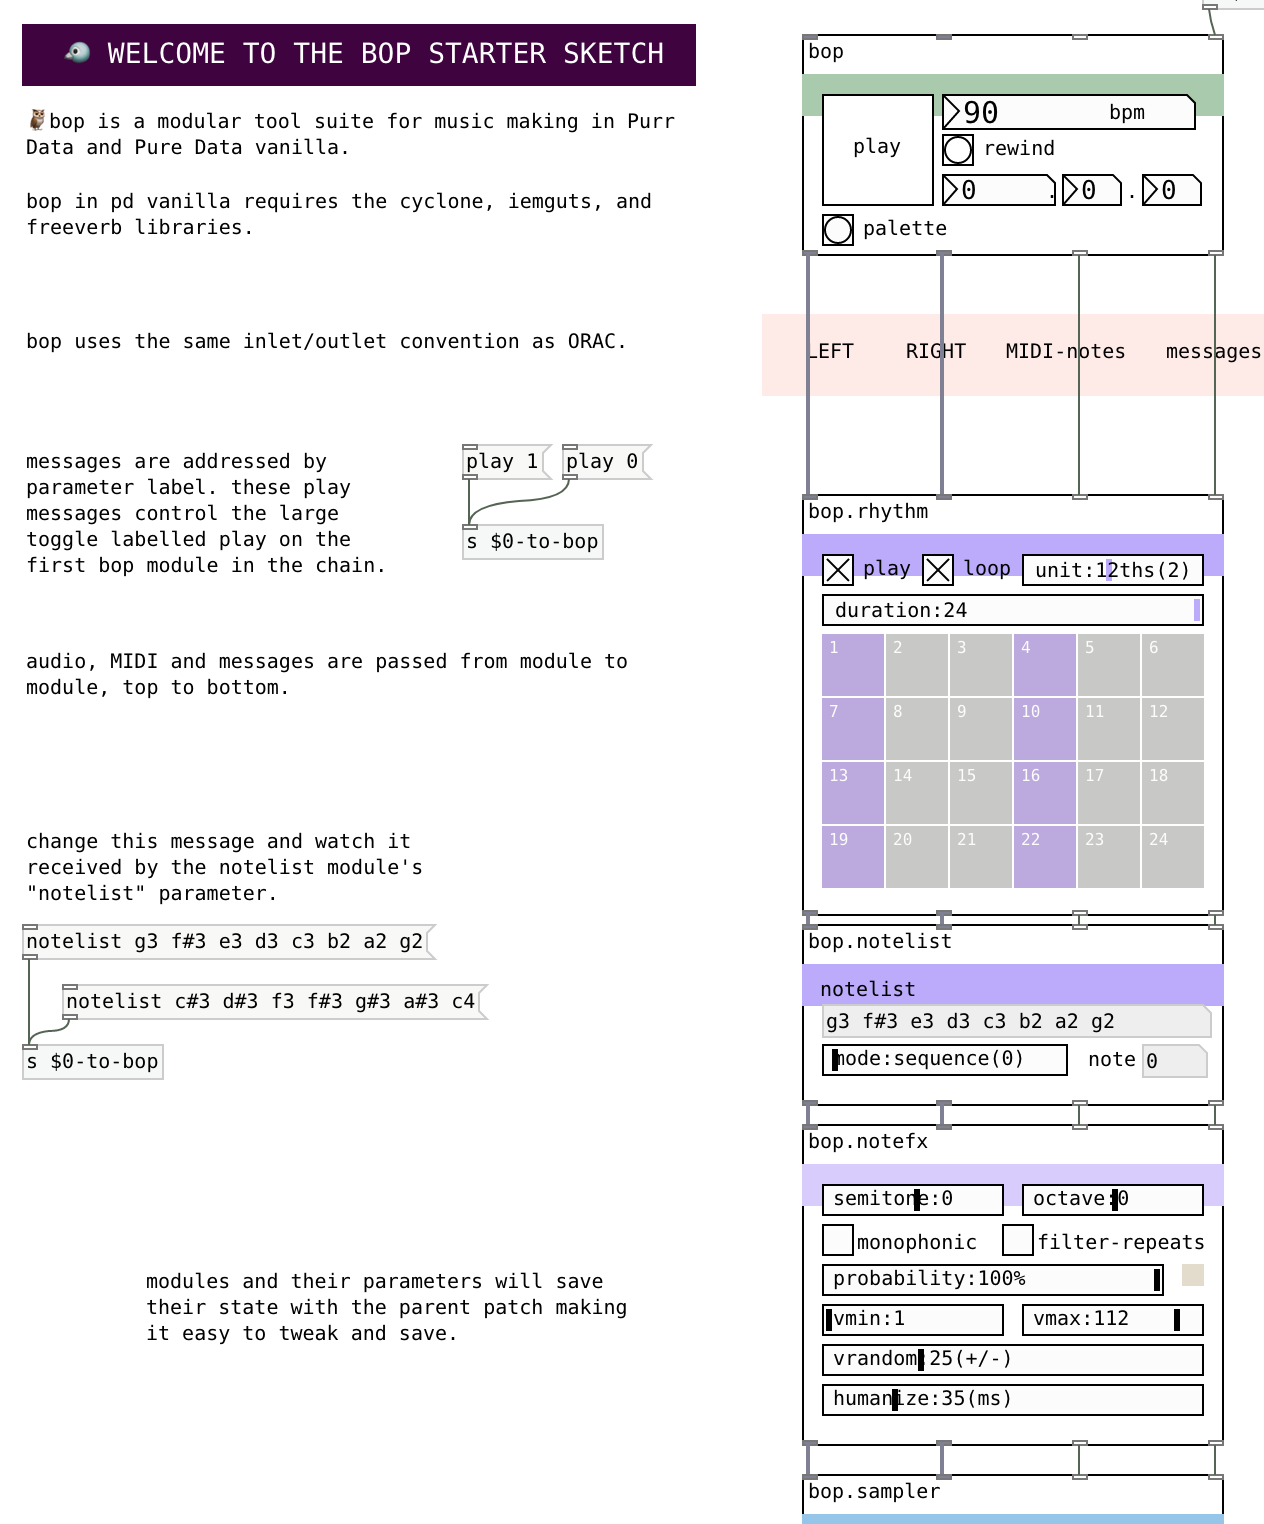 WELCOME TO THE BOP STARTER SKETCH
bop is a modular tool suite for music making in Purr
Data and Pure Data vanilla.
bop in pd vanilla requires the cyclone, iemguts, and
freeverb libraries.
bop uses the same inlet/outlet convention as ORAC.
messages are addressed by
parameter label. these play
messages control the large
toggle labelled play on the
first bop module in the chain.
play 1
play 0
s $0-to-bop
audio, MIDI and messages are passed from module to
module, top to bottom.
change this message and watch it
received by the notelist module's
"notelist" parameter.
notelist g3 f#3 e3 d3 c3 b2 a2 g2
notelist c#3 d#3 f3 f#3 g#3 a#3 c4
s $0-to-bop
modules and their parameters will save
their state with the parent patch making
it easy to tweak and save.
bop
play
90 bpm
rewind
0 . 0 . 0
palette
LEFT RIGHT MIDI-notes messages
bop.rhythm
play loop unit:12ths(2)
duration:24
1 2 3 4 5 6
7 8 9 10 11 12
13 14 15 16 17 18
19 20 21 22 23 24
bop.notelist
notelist
g3 f#3 e3 d3 c3 b2 a2 g2
mode:sequence(0) note 0
bop.notefx
semitone:0 octave:0
monophonic filter-repeats
probability:100%
vmin:1 vmax:112
vrandom:25(+/-)
humanize:35(ms)
bop.sampler